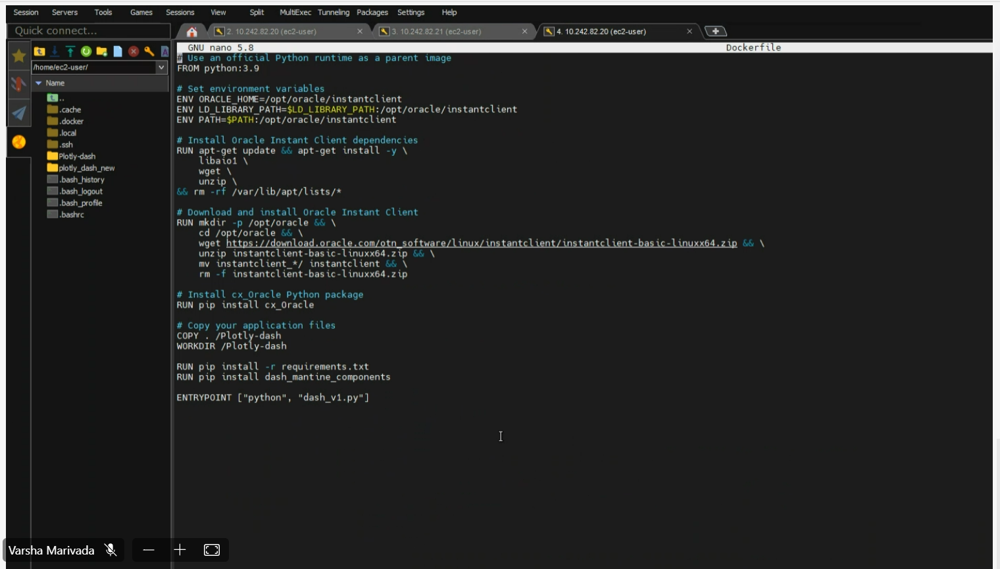 Session Servers Tools Games Sessions View Split MultiExec Tunneling Packages Settings Help
Quick connect...
2. 10.242.82.20 (ec2-user)
3. 10.242.82.21 (ec2-user)
4. 10.242.82.20 (ec2-user)
/home/ec2-user/
Name
..
.cache
.docker
.local
.ssh
Plotly-dash
plotly_dash_new
.bash_history
.bash_logout
.bash_profile
.bashrc
GNU nano 5.8 Dockerfile
# Use an official Python runtime as a parent image
FROM python:3.9
# Set environment variables
ENV ORACLE_HOME=/opt/oracle/instantclient
ENV LD_LIBRARY_PATH=$LD_LIBRARY_PATH:/opt/oracle/instantclient
ENV PATH=$PATH:/opt/oracle/instantclient
# Install Oracle Instant Client dependencies
RUN apt-get update && apt-get install -y \
libaio1 \
wget \
unzip \
&& rm -rf /var/lib/apt/lists/*
# Download and install Oracle Instant Client
RUN mkdir -p /opt/oracle && \
cd /opt/oracle && \
wget https://download.oracle.com/otn_software/linux/instantclient/instantclient-basic-linuxx64.zip && \
unzip instantclient-basic-linuxx64.zip && \
mv instantclient_*/ instantclient && \
rm -f instantclient-basic-linuxx64.zip
# Install cx_Oracle Python package
RUN pip install cx_Oracle
# Copy your application files
COPY . /Plotly-dash
WORKDIR /Plotly-dash
RUN pip install -r requirements.txt
RUN pip install dash_mantine_components
ENTRYPOINT ["python", "dash_v1.py"]
Varsha Marivada